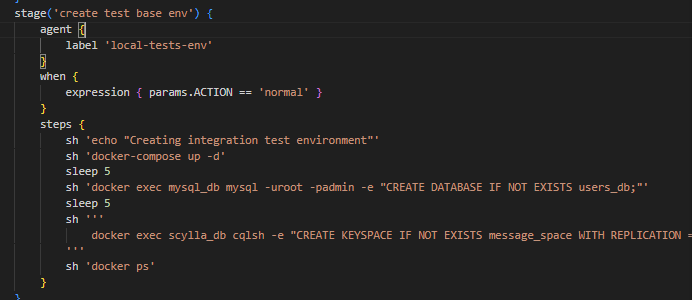 stage('create test base env') {
agent {
label 'local-tests-env'
}
when {
expression { params.ACTION == 'normal' }
}
steps {
sh 'echo "Creating integration test environment"'
sh 'docker-compose up -d'
sleep 5
sh 'docker exec mysql_db mysql -uroot -padmin -e "CREATE DATABASE IF NOT EXISTS users_db;"'
sleep 5
sh '''
docker exec scylla_db cqlsh -e "CREATE KEYSPACE IF NOT EXISTS message_space WITH REPLICATION =
'''
sh 'docker ps'
}
}